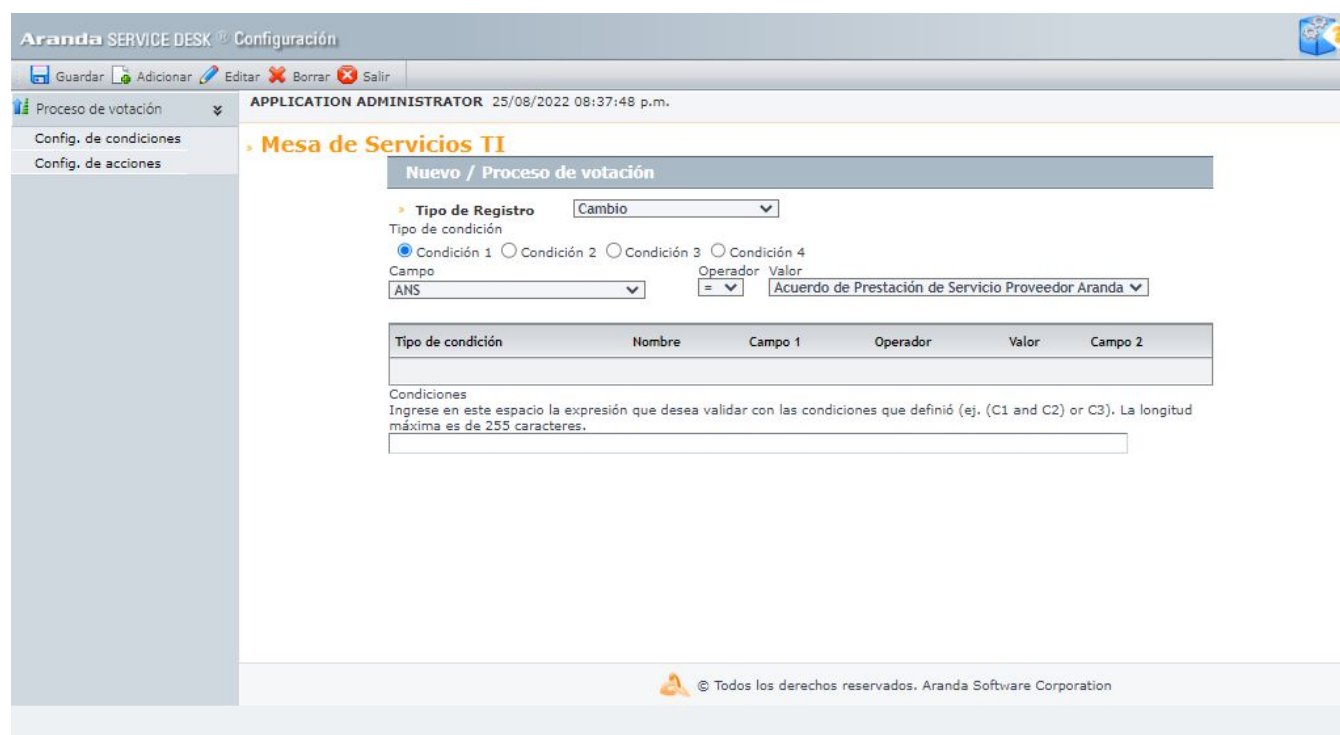 Aranda SERVICE DESK ® Configuración
Guardar Adicionar Editar Borrar Salir
Proceso de votación
APPLICATION ADMINISTRATOR 25/08/2022 08:37:48 p.m.
Config. de condiciones
Config. de acciones
Mesa de Servicios TI
Nuevo / Proceso de votación
Tipo de Registro Cambio
Tipo de condición
Condición 1 Condición 2 Condición 3 Condición 4
Campo Operador Valor
ANS = Acuerdo de Prestación de Servicio Proveedor Aranda
Tipo de condición Nombre Campo 1 Operador Valor Campo 2
Condiciones
Ingrese en este espacio la expresión que desea validar con las condiciones que definió (ej. (C1 and C2) or C3). La longitud
máxima es de 255 caracteres.
© Todos los derechos reservados. Aranda Software Corporation